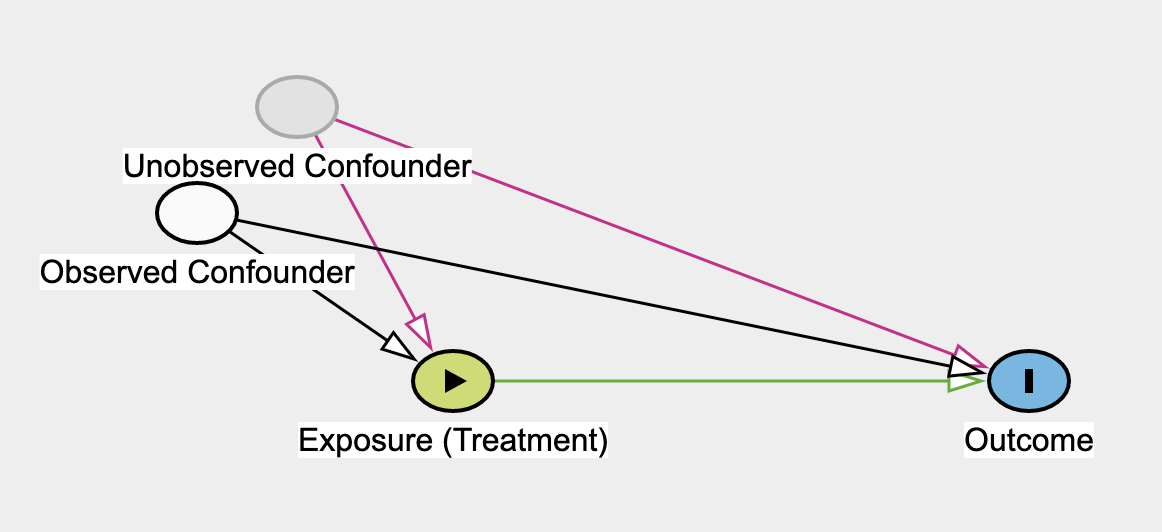 Unobserved Confounder
Observed Confounder
Exposure (Treatment)
Outcome